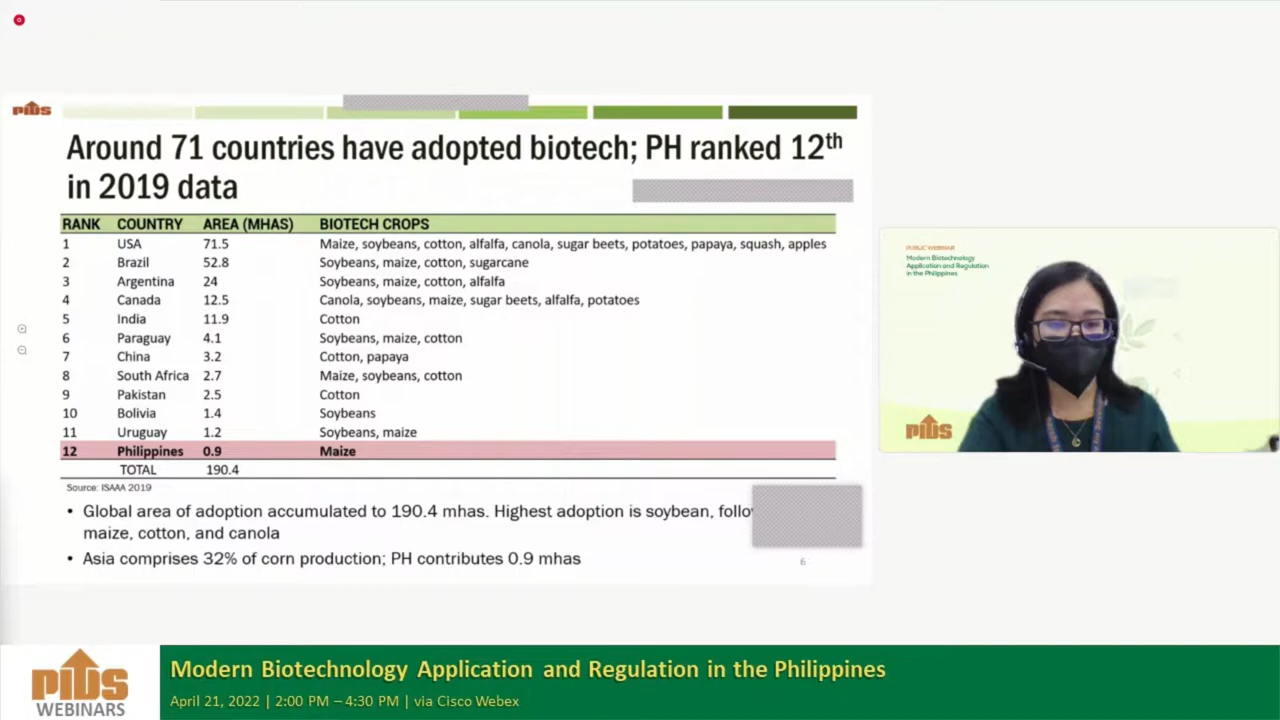 PIDS
Around 71 countries have adopted biotech; PH ranked 12th
in 2019 data
RANK COUNTRY AREA (MHAS) BIOTECH CROPS
1 USA 71.5 Maize, soybeans, cotton, alfalfa, canola, sugar beets, potatoes, papaya, squash, apples
2 Brazil 52.8 Soybeans, maize, cotton, sugarcane
3 Argentina 24 Soybeans, maize, cotton, alfalfa
4 Canada 12.5 Canola, soybeans, maize, sugar beets, alfalfa, potatoes
5 India 11.9 Cotton
6 Paraguay 4.1 Soybeans, maize, cotton
7 China 3.2 Cotton, papaya
8 South Africa 2.7 Maize, soybeans, cotton
9 Pakistan 2.5 Cotton
10 Bolivia 1.4 Soybeans
11 Uruguay 1.2 Soybeans, maize
12 Philippines 0.9 Maize
TOTAL 190.4
Source: ISAAA 2019
• Global area of adoption accumulated to 190.4 mhas. Highest adoption is soybean,
maize, cotton, and canola
• Asia comprises 32% of corn production; PH contributes 0.9 mhas
6
PUBLIC WEBINAR
Modern Biotechnology
Application and Regulation
in the Philippines
PIDS
PIDS
WEBINARS
Modern Biotechnology Application and Regulation in the Philippines
April 21, 2022 | 2:00 PM – 4:30 PM | via Cisco Webex